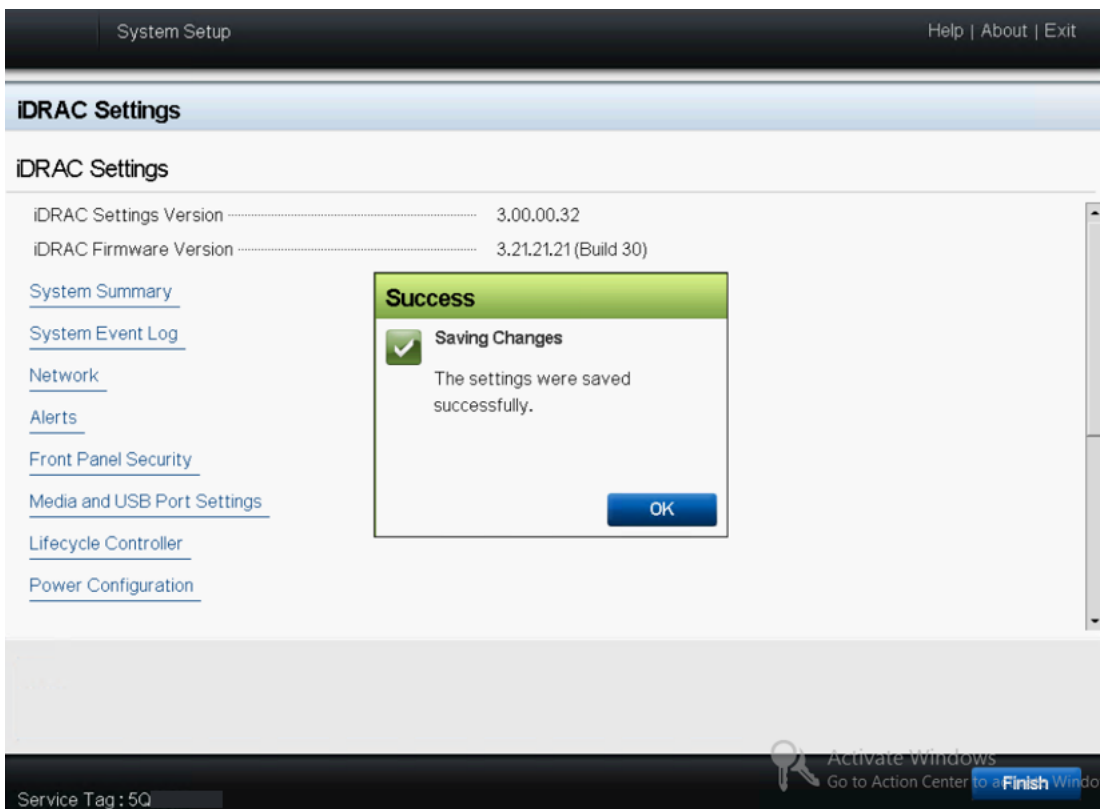 System Setup
Help | About | Exit
iDRAC Settings
iDRAC Settings
iDRAC Settings Version 3.00.00.32
iDRAC Firmware Version 3.21.21.21 (Build 30)
System Summary
System Event Log
Network
Alerts
Front Panel Security
Media and USB Port Settings
Lifecycle Controller
Power Configuration
Success
Saving Changes
The settings were saved
successfully.
OK
Activate Windows
Go to Action Center to a
Finish
Service Tag : 5Q